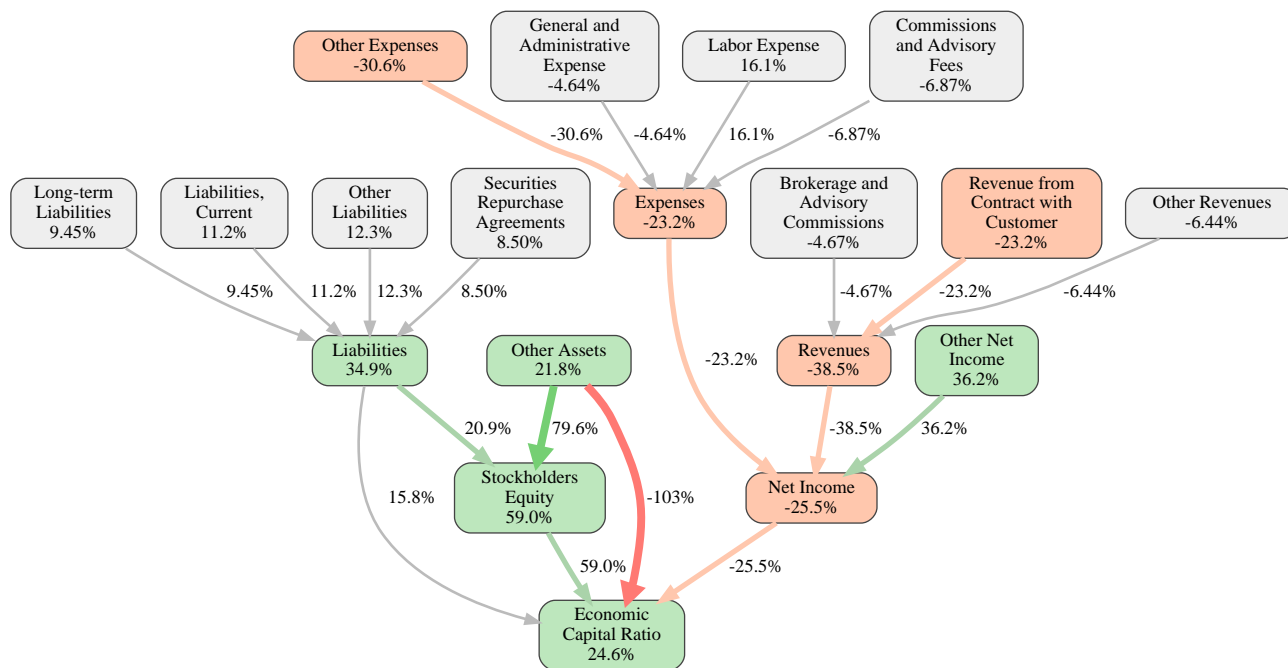 Other Expenses
-30.6%
General and
Administrative
Expense
-4.64%
Labor Expense
16.1%
Commissions
and Advisory
Fees
-6.87%
-30.6%
-4.64%
16.1%
-6.87%
Long-term
Liabilities
9.45%
Liabilities,
Current
11.2%
Other
Liabilities
12.3%
Securities
Repurchase
Agreements
8.50%
Expenses
-23.2%
Brokerage and
Advisory
Commissions
-4.67%
Revenue from
Contract with
Customer
-23.2%
Other Revenues
-6.44%
9.45%
11.2%
12.3%
8.50%
-4.67%
-23.2%
-6.44%
Liabilities
34.9%
Other Assets
21.8%
-23.2%
Revenues
-38.5%
Other Net
Income
36.2%
20.9%
79.6%
-38.5%
36.2%
15.8%
Stockholders
Equity
59.0%
-103%
Net Income
-25.5%
59.0%
-25.5%
Economic
Capital Ratio
24.6%